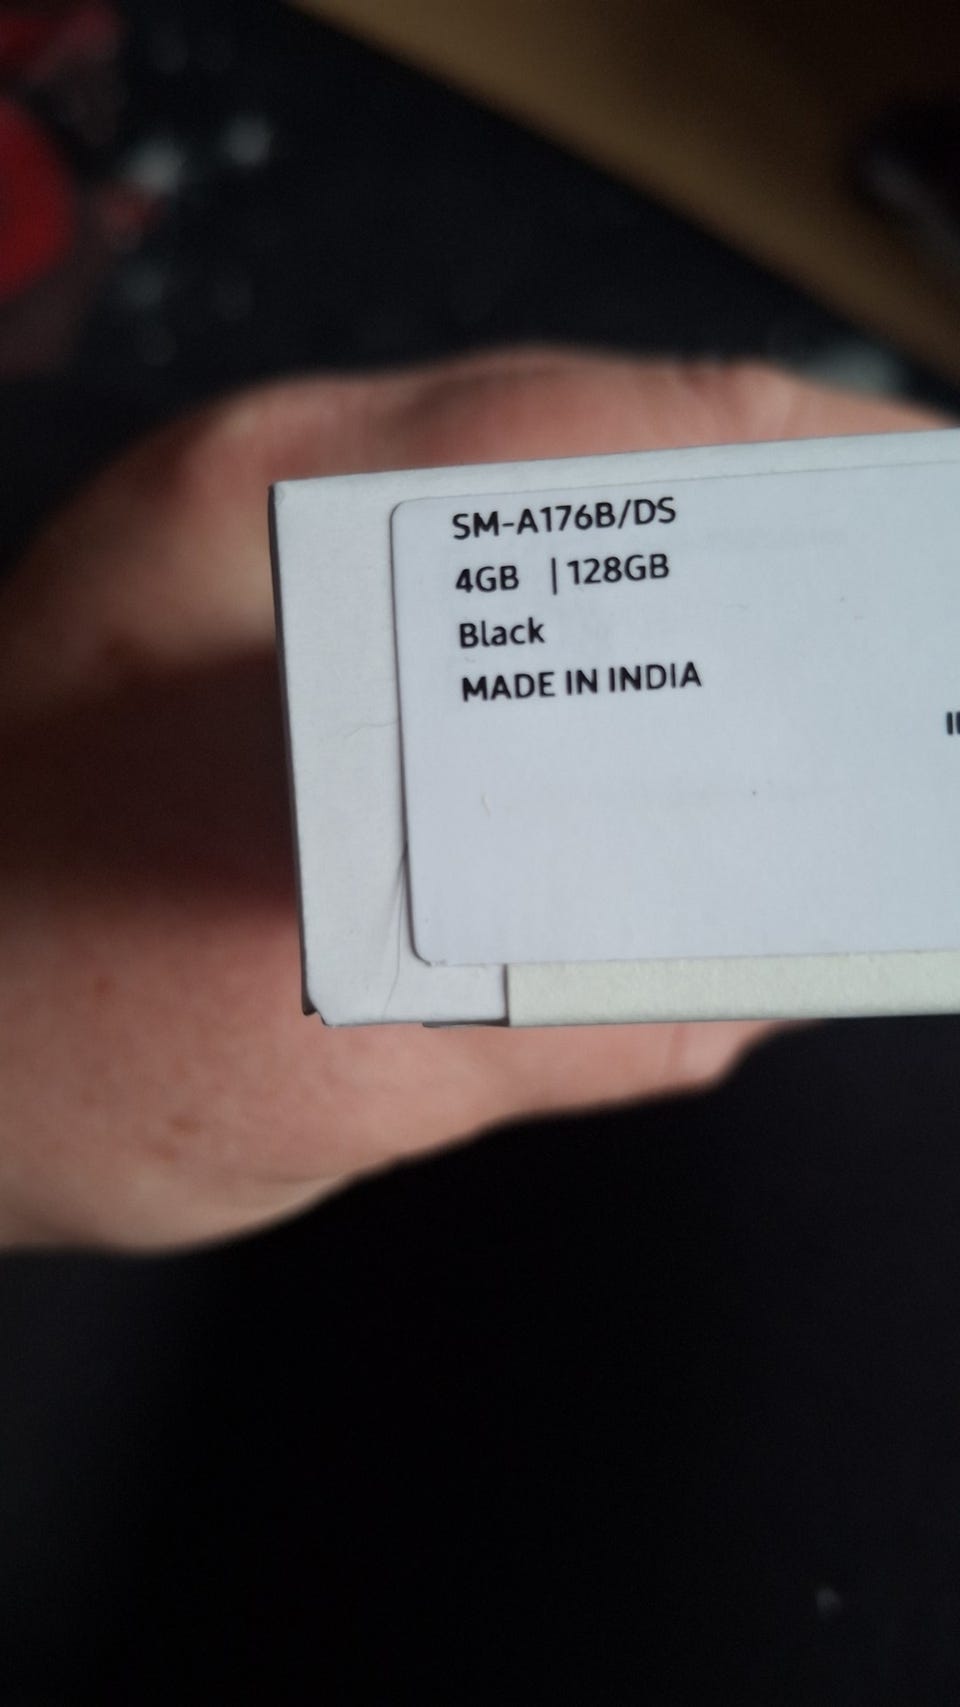 SM-A176B/DS
4GB | 128GB
Black
MADE IN INDIA